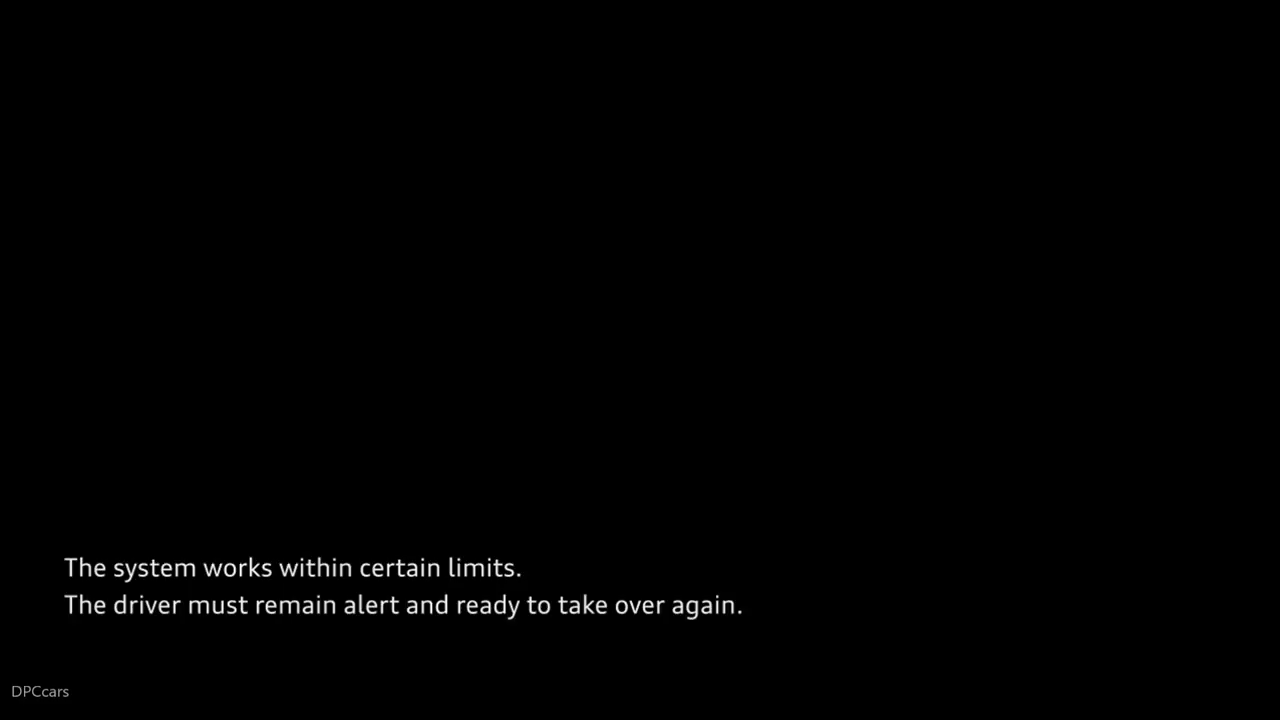 The system works within certain limits.
The driver must remain alert and ready to take over again.
DPCcars